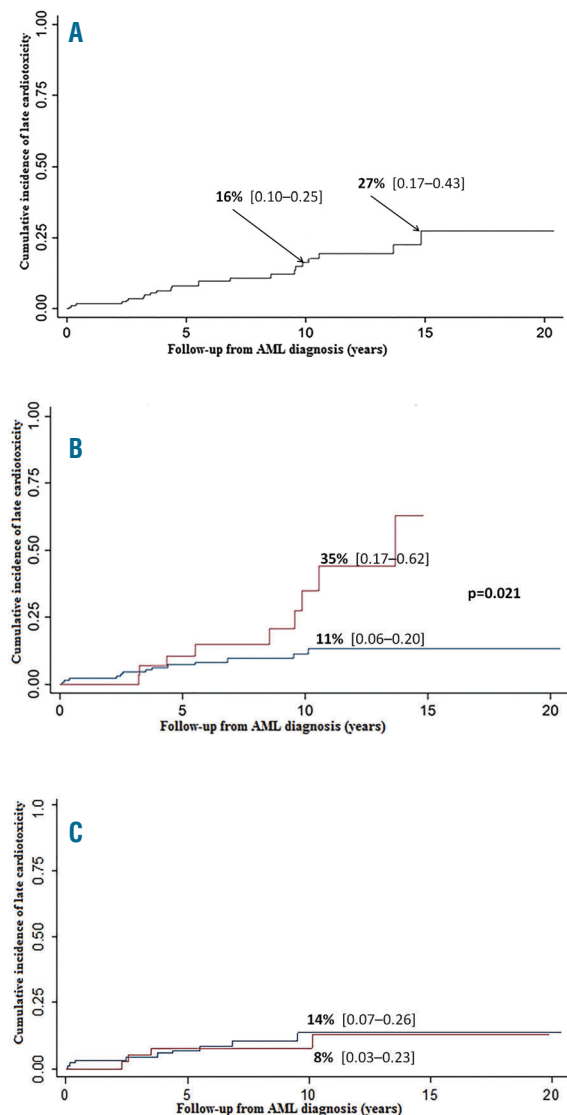 A
Cumulative incidence of late cardiotoxicity
1.00
0.75
0.50
0.25
0.00
16% [0.10–0.25]
27% [0.17–0.43]
0 5 10 15 20
Follow-up from AML diagnosis (years)
B
Cumulative incidence of late cardiotoxicity
1.00
0.75
0.50
0.25
0.00
35% [0.17–0.62]
p=0.021
11% [0.06–0.20]
0 5 10 15 20
Follow-up from AML diagnosis (years)
C
Cumulative incidence of late cardiotoxicity
1.0
0.75
0.50
0.25
0.00
14% [0.07–0.26]
8% [0.03–0.23]
0 5 10 15 20
Follow-up from AML diagnosis (years)